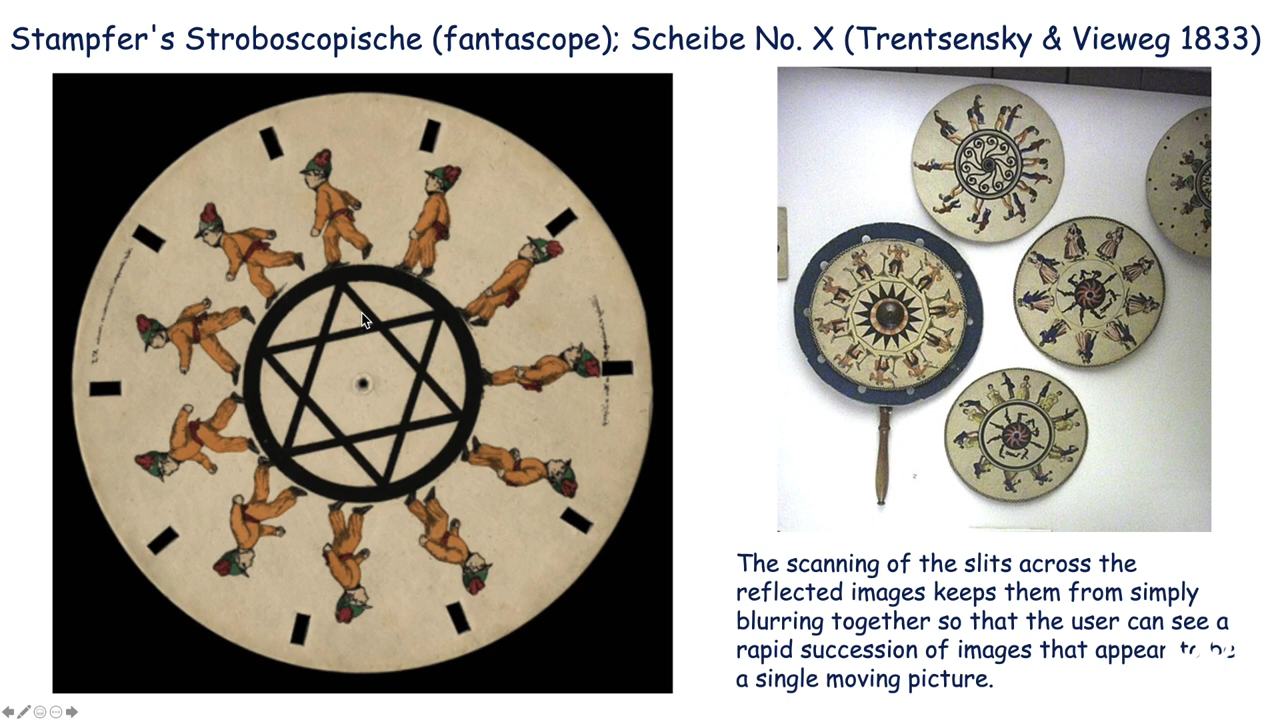 Stampfer's Stroboscopische (fantascope); Scheibe No. X (Trentsensky & Vieweg 1833)
The scanning of the slits across the
reflected images keeps them from simply
blurring together so that the user can see a
rapid succession of images that appear to be
a single moving picture.